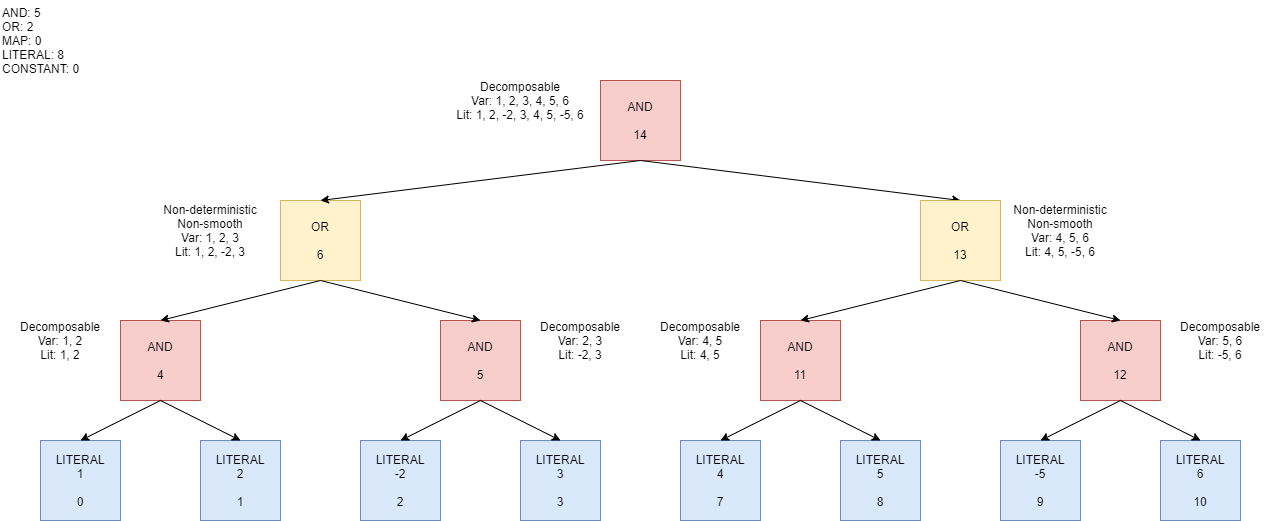 AND: 5
OR: 2
MAP: 0
LITERAL: 8
CONSTANT: 0
Decomposable
Var: 1, 2, 3, 4, 5, 6
Lit: 1, 2, -2, 3, 4, 5, -5, 6
AND
14
Non-deterministic
Non-smooth
Var: 1, 2, 3
Lit: 1, 2, -2, 3
OR
6
OR
13
Non-deterministic
Non-smooth
Var: 4, 5, 6
Lit: 4, 5, -5, 6
Decomposable
Var: 1, 2
Lit: 1, 2
AND
4
AND
5
Decomposable
Var: 2, 3
Lit: -2, 3
Decomposable
Var: 4, 5
Lit: 4, 5
AND
11
AND
12
Decomposable
Var: 5, 6
Lit: -5, 6
LITERAL
1
0
LITERAL
2
1
LITERAL
-2
2
LITERAL
3
3
LITERAL
4
7
LITERAL
5
8
LITERAL
-5
9
LITERAL
6
10